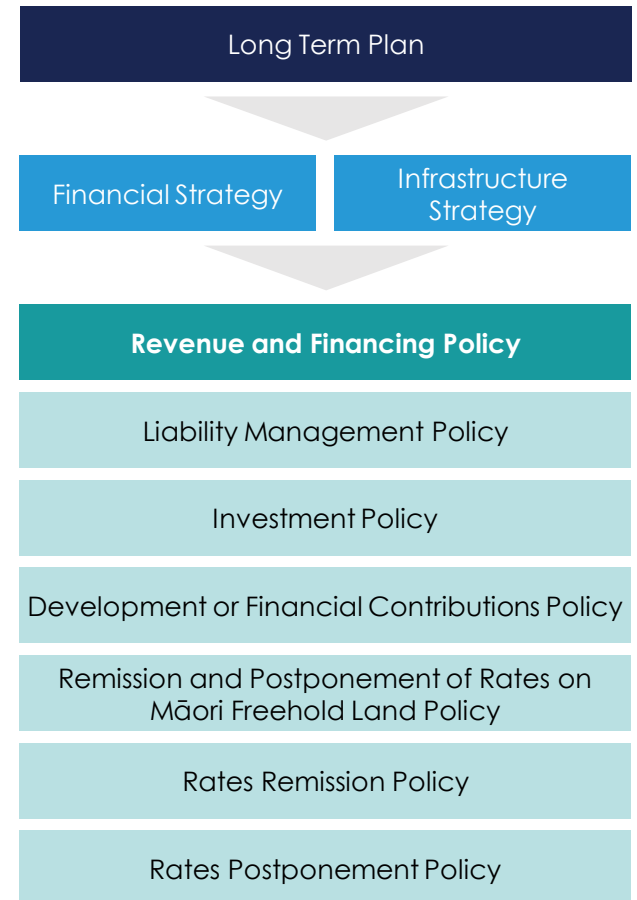 Long Term Plan
Financial Strategy
Infrastructure
Strategy
Revenue and Financing Policy
Liability Management Policy
Investment Policy
Development or Financial Contributions Policy
Remission and Postponement of Rates on
Māori Freehold Land Policy
Rates Remission Policy
Rates Postponement Policy